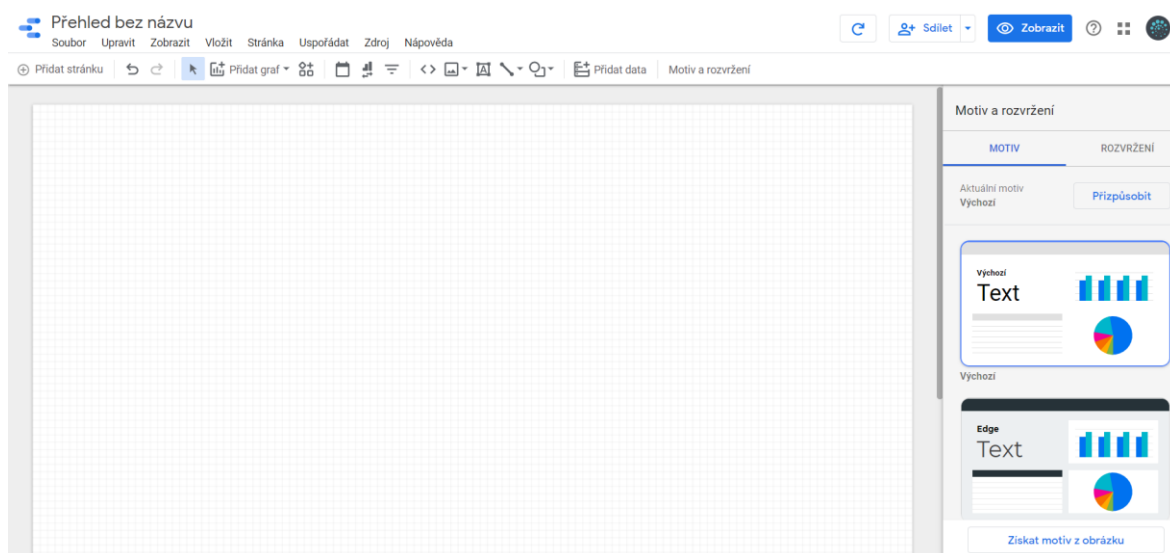 Přehled bez názvu
Soubor Upravit Zobrazit Vložit Stránka Uspořádat Zdroj Nápověda
Sdílet
Zobrazit
Přidat stránku
Přidat graf
Přidat data
Motiv a rozvržení
Motiv a rozvržení
MOTIV
ROZVRŽENÍ
Aktuální motiv
Výchozí
Přizpůsobit
Výchozí
Text
Výchozí
Edge
Text
Získat motiv z obrázku